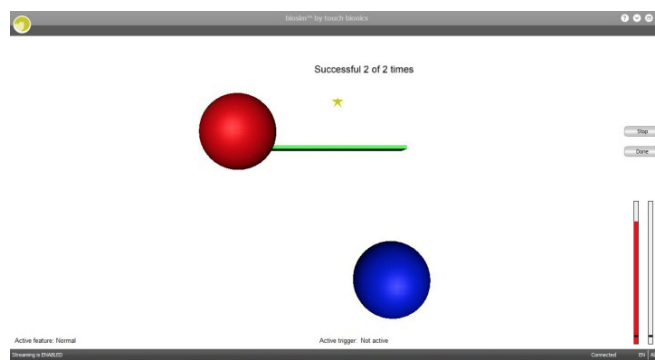 biosim™ by touch bionics
Successful 2 of 2 times
Stop
Done
Active feature: Normal
Active trigger: Not active
Streaming is ENABLED
Connected
EN